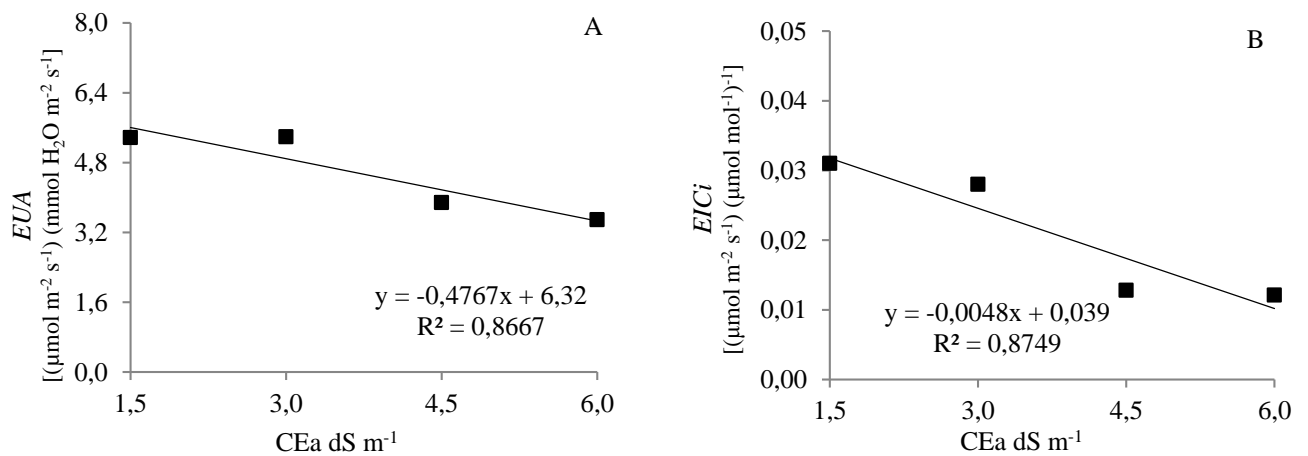 A
8,0
6,4
4,8
3,2
1,6
0,0
EUA
[(μmol m⁻² s⁻¹) (mmol H₂O m⁻² s⁻¹]
y = -0,4767x + 6,32
R² = 0,8667
1,5 3,0 4,5 6,0
CEa dS m⁻¹
B
0,05
0,04
0,03
0,02
0,01
0,00
EICi
[(μmol m⁻² s⁻¹) (μmol mol⁻¹)⁻¹]
y = -0,0048x + 0,039
R² = 0,8749
1,5 3,0 4,5 6,0
CEa dS m⁻¹